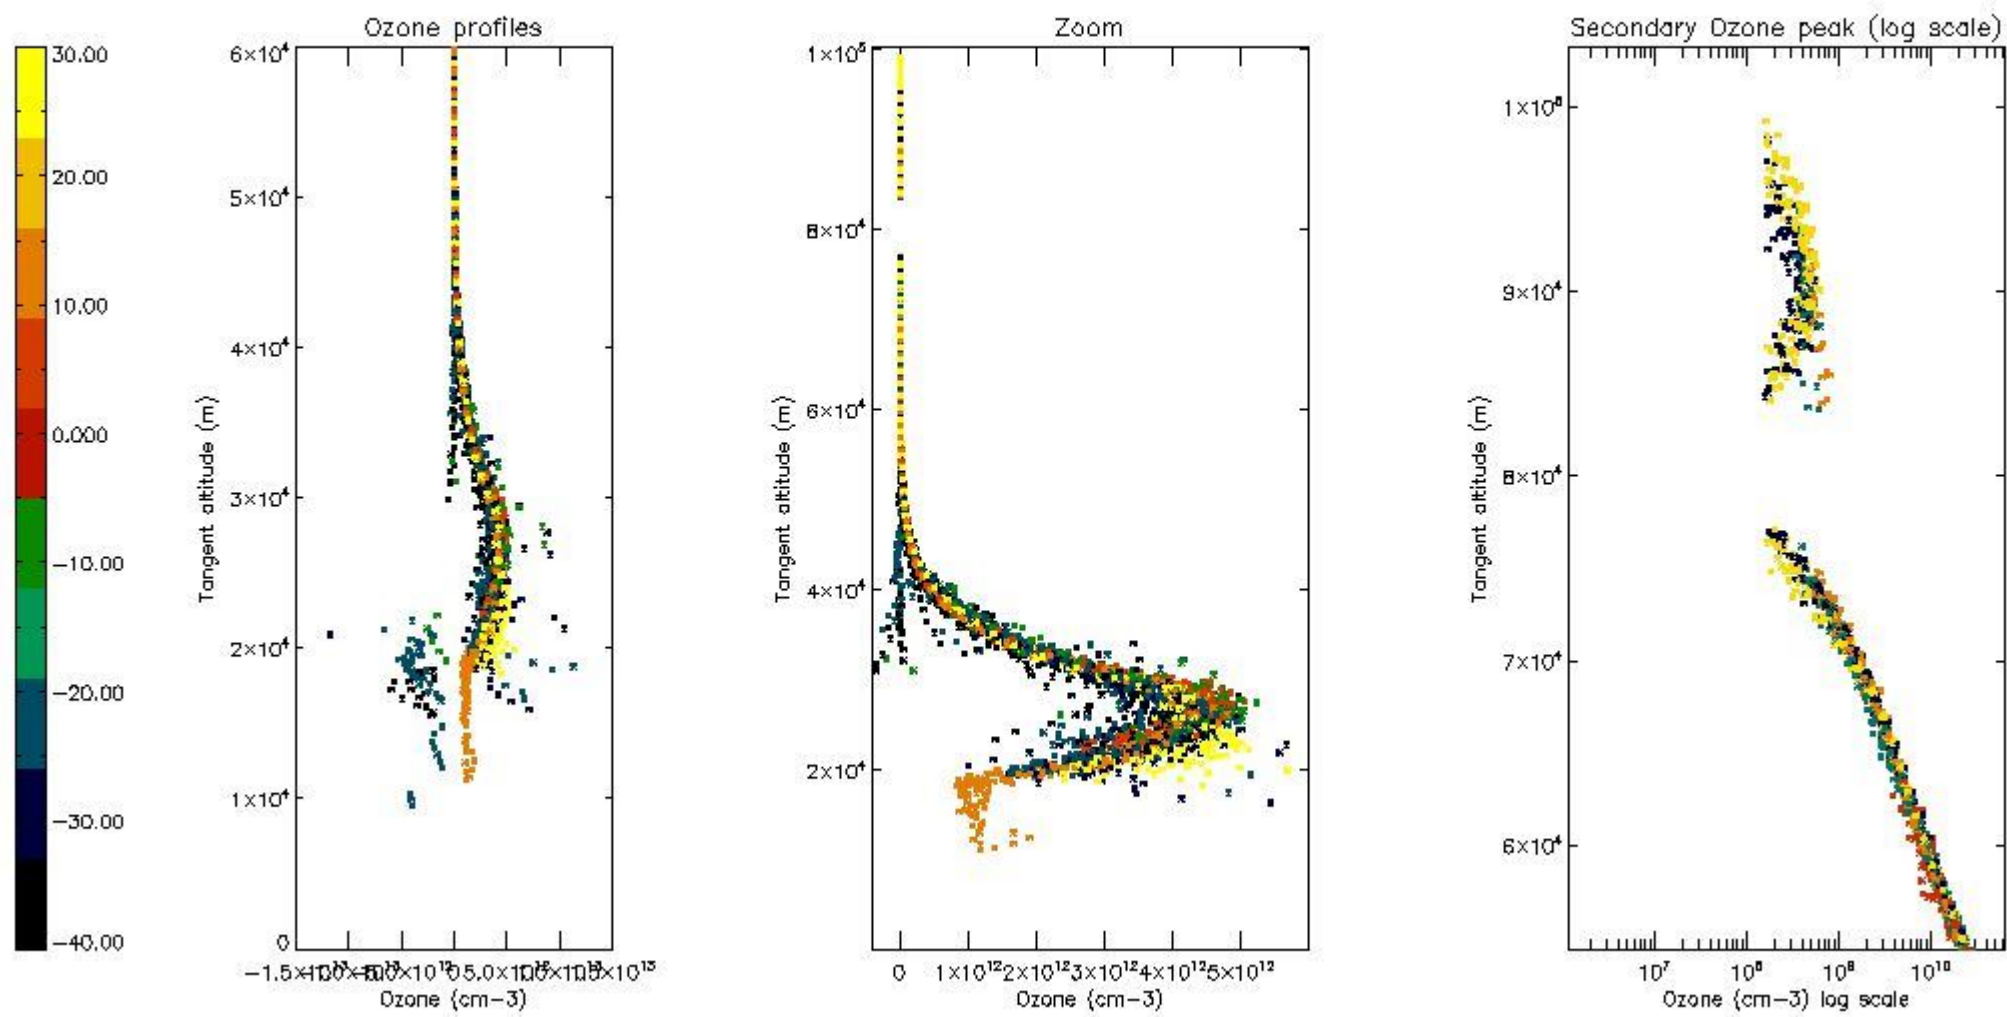 Ozone profiles
Zoom
Secondary Ozone peak (log scale)
30.00
20.00
10.00
0.000
−10.00
−20.00
−30.00
−40.00
6×10⁴
5×10⁴
4×10⁴
3×10⁴
2×10⁴
1×10⁴
0
Tangent altitude (m)
Ozone (cm−3)
1×10⁵
8×10⁴
6×10⁴
4×10⁴
2×10⁴
Tangent altitude (m)
0 1×10¹² 2×10¹² 3×10¹² 4×10¹² 5×10¹²
Ozone (cm−3)
9×10⁴
8×10⁴
7×10⁴
6×10⁴
Tangent altitude (m)
10⁷ 10⁸ 10⁹ 10¹⁰
Ozone (cm−3) log scale